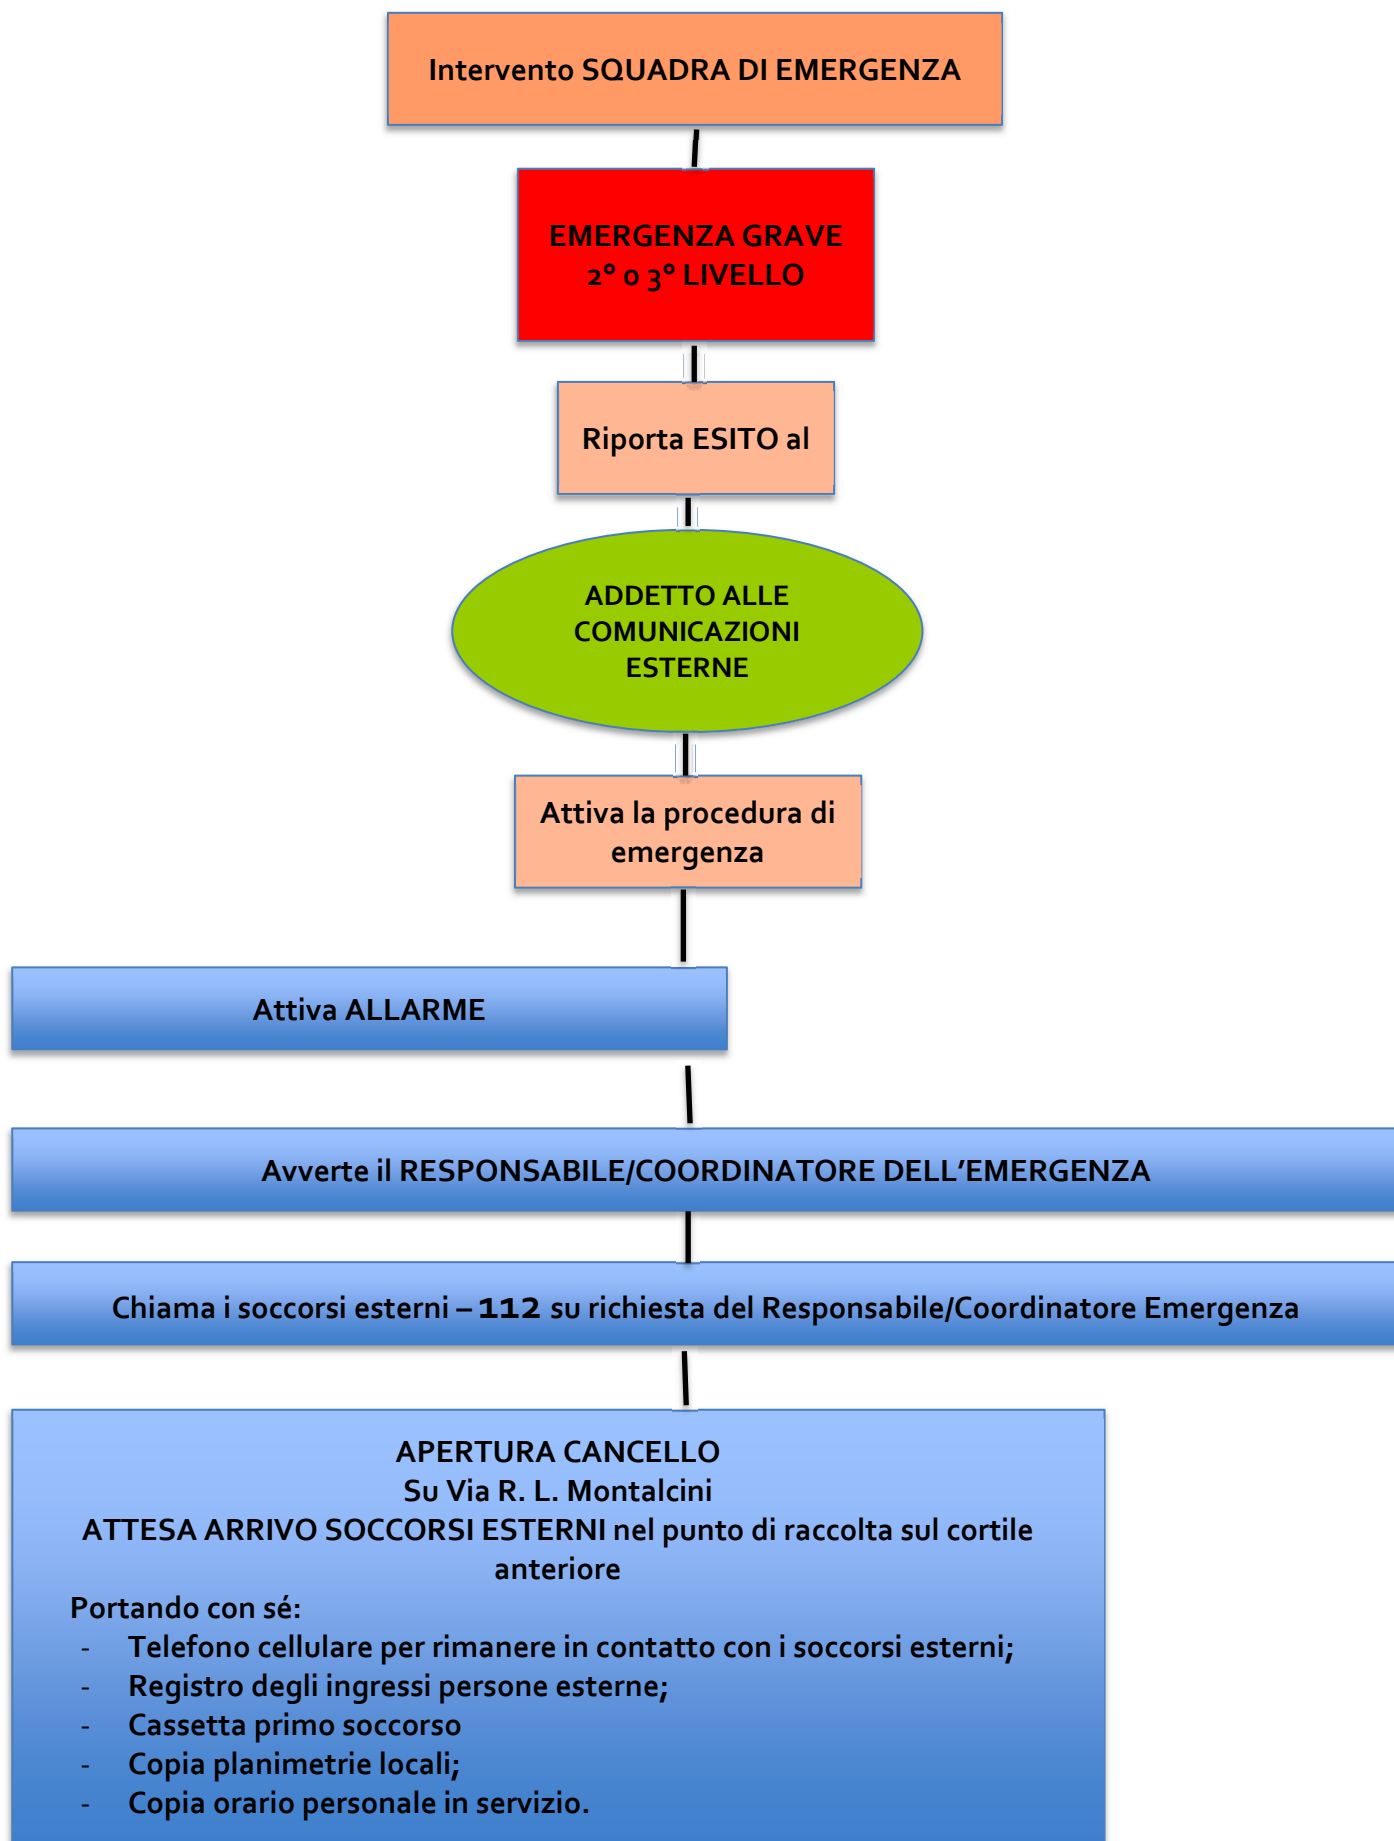 Intervento SQUADRA DI EMERGENZA
EMERGENZA GRAVE
2° o 3° LIVELLO
Riporta ESITO al
ADDETTO ALLE
COMUNICAZIONI
ESTERNE
Attiva la procedura di
emergenza
Attiva ALLARME
Avverte il RESPONSABILE/COORDINATORE DELL’EMERGENZA
Chiama i soccorsi esterni – 112 su richiesta del Responsabile/Coordinatore Emergenza
APERTURA CANCELLO
Su Via R. L. Montalcini
ATTESA ARRIVO SOCCORSI ESTERNI nel punto di raccolta sul cortile
anteriore
Portando con sé:
- Telefono cellulare per rimanere in contatto con i soccorsi esterni;
- Registro degli ingressi persone esterne;
- Cassetta primo soccorso
- Copia planimetrie locali;
- Copia orario personale in servizio.